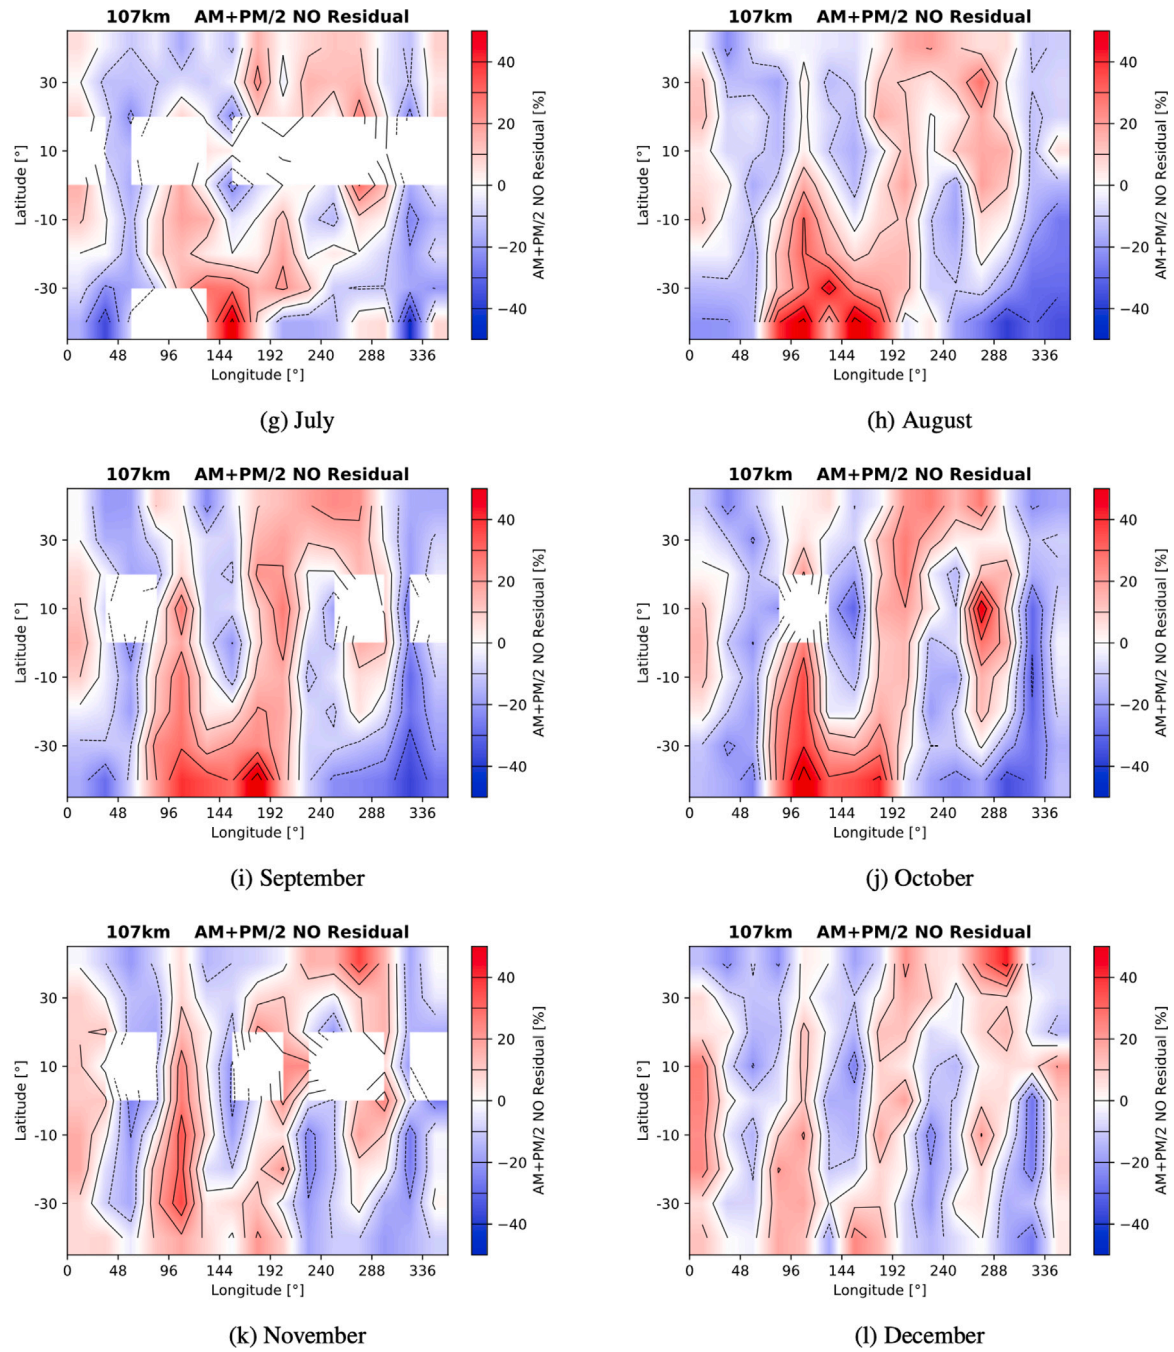 107km AM+PM/2 NO Residual
107km AM+PM/2 NO Residual
30
10
-10
-30
Latitude [°]
0 48 96 144 192 240 288 336
Longitude [°]
40
20
0
−20
−40
AM+PM/2 NO Residual [%]
30
10
-10
-30
Latitude [°]
0 48 96 144 192 240 288 336
Longitude [°]
40
20
0
−20
−40
AM+PM/2 NO Residual [%]
(g) July
(h) August
107km AM+PM/2 NO Residual
107km AM+PM/2 NO Residual
30
10
-10
-30
Latitude [°]
0 48 96 144 192 240 288 336
Longitude [°]
40
20
0
−20
−40
AM+PM/2 NO Residual [%]
30
10
-10
-30
Latitude [°]
0 48 96 144 192 240 288 336
Longitude [°]
40
20
0
−20
−40
AM+PM/2 NO Residual [%]
(i) September
(j) October
107km AM+PM/2 NO Residual
107km AM+PM/2 NO Residual
30
10
-10
-30
Latitude [°]
0 48 96 144 192 240 288 336
Longitude [°]
40
20
0
−20
−40
AM+PM/2 NO Residual [%]
30
10
-10
-30
Latitude [°]
0 48 96 144 192 240 288 336
Longitude [°]
40
20
0
−20
−40
AM+PM/2 NO Residual [%]
(k) November
(l) December